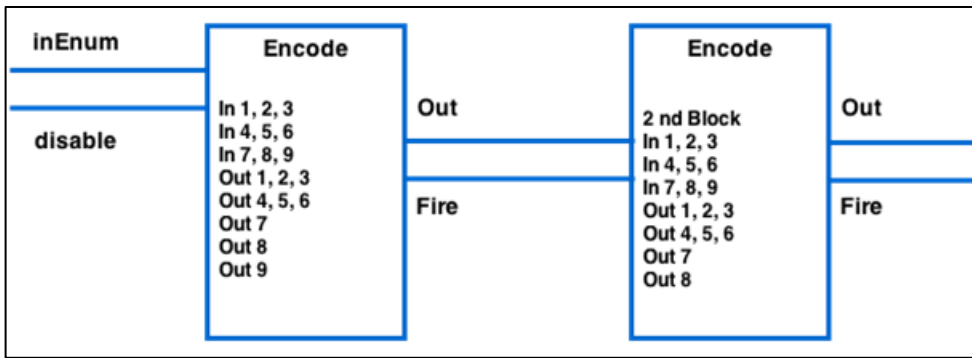 inEnum
disable
Encode
In 1, 2, 3
In 4, 5, 6
In 7, 8, 9
Out 1, 2, 3
Out 4, 5, 6
Out 7
Out 8
Out 9
Out
Fire
Encode
2 nd Block
In 1, 2, 3
In 4, 5, 6
In 7, 8, 9
Out 1, 2, 3
Out 4, 5, 6
Out 7
Out 8
Out
Fire